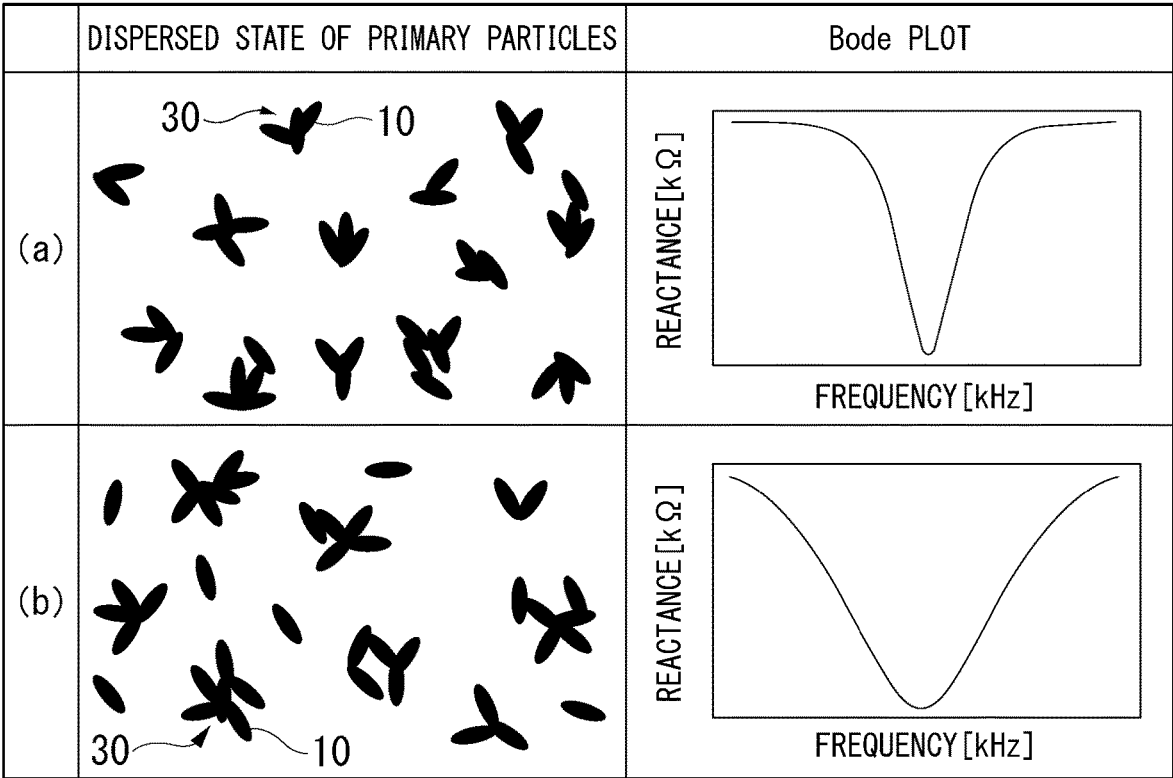 DISPERSED STATE OF PRIMARY PARTICLES
Bode PLOT
(a)
30
10
REACTANCE[kΩ]
FREQUENCY[kHz]
(b)
30
10
REACTANCE[kΩ]
FREQUENCY[kHz]